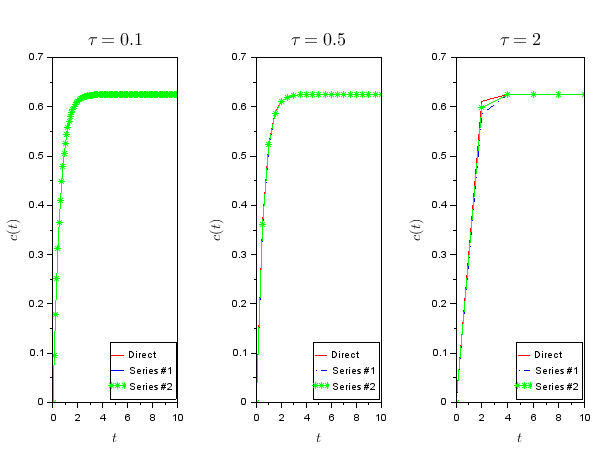 τ = 0.1
0.7
0.6
0.5
0.4
0.3
0.2
0.1
0
c(t)
Direct
Series #1
Series #2
0 2 4 6 8 10
t
τ = 0.5
0.7
0.6
0.5
0.4
0.3
0.2
0.1
0
c(t)
Direct
Series #1
Series #2
0 2 4 6 8 10
t
τ = 2
0.7
0.6
0.5
0.4
0.3
0.2
0.1
0
c(t)
Direct
Series #1
Series #2
0 2 4 6 8 10
t